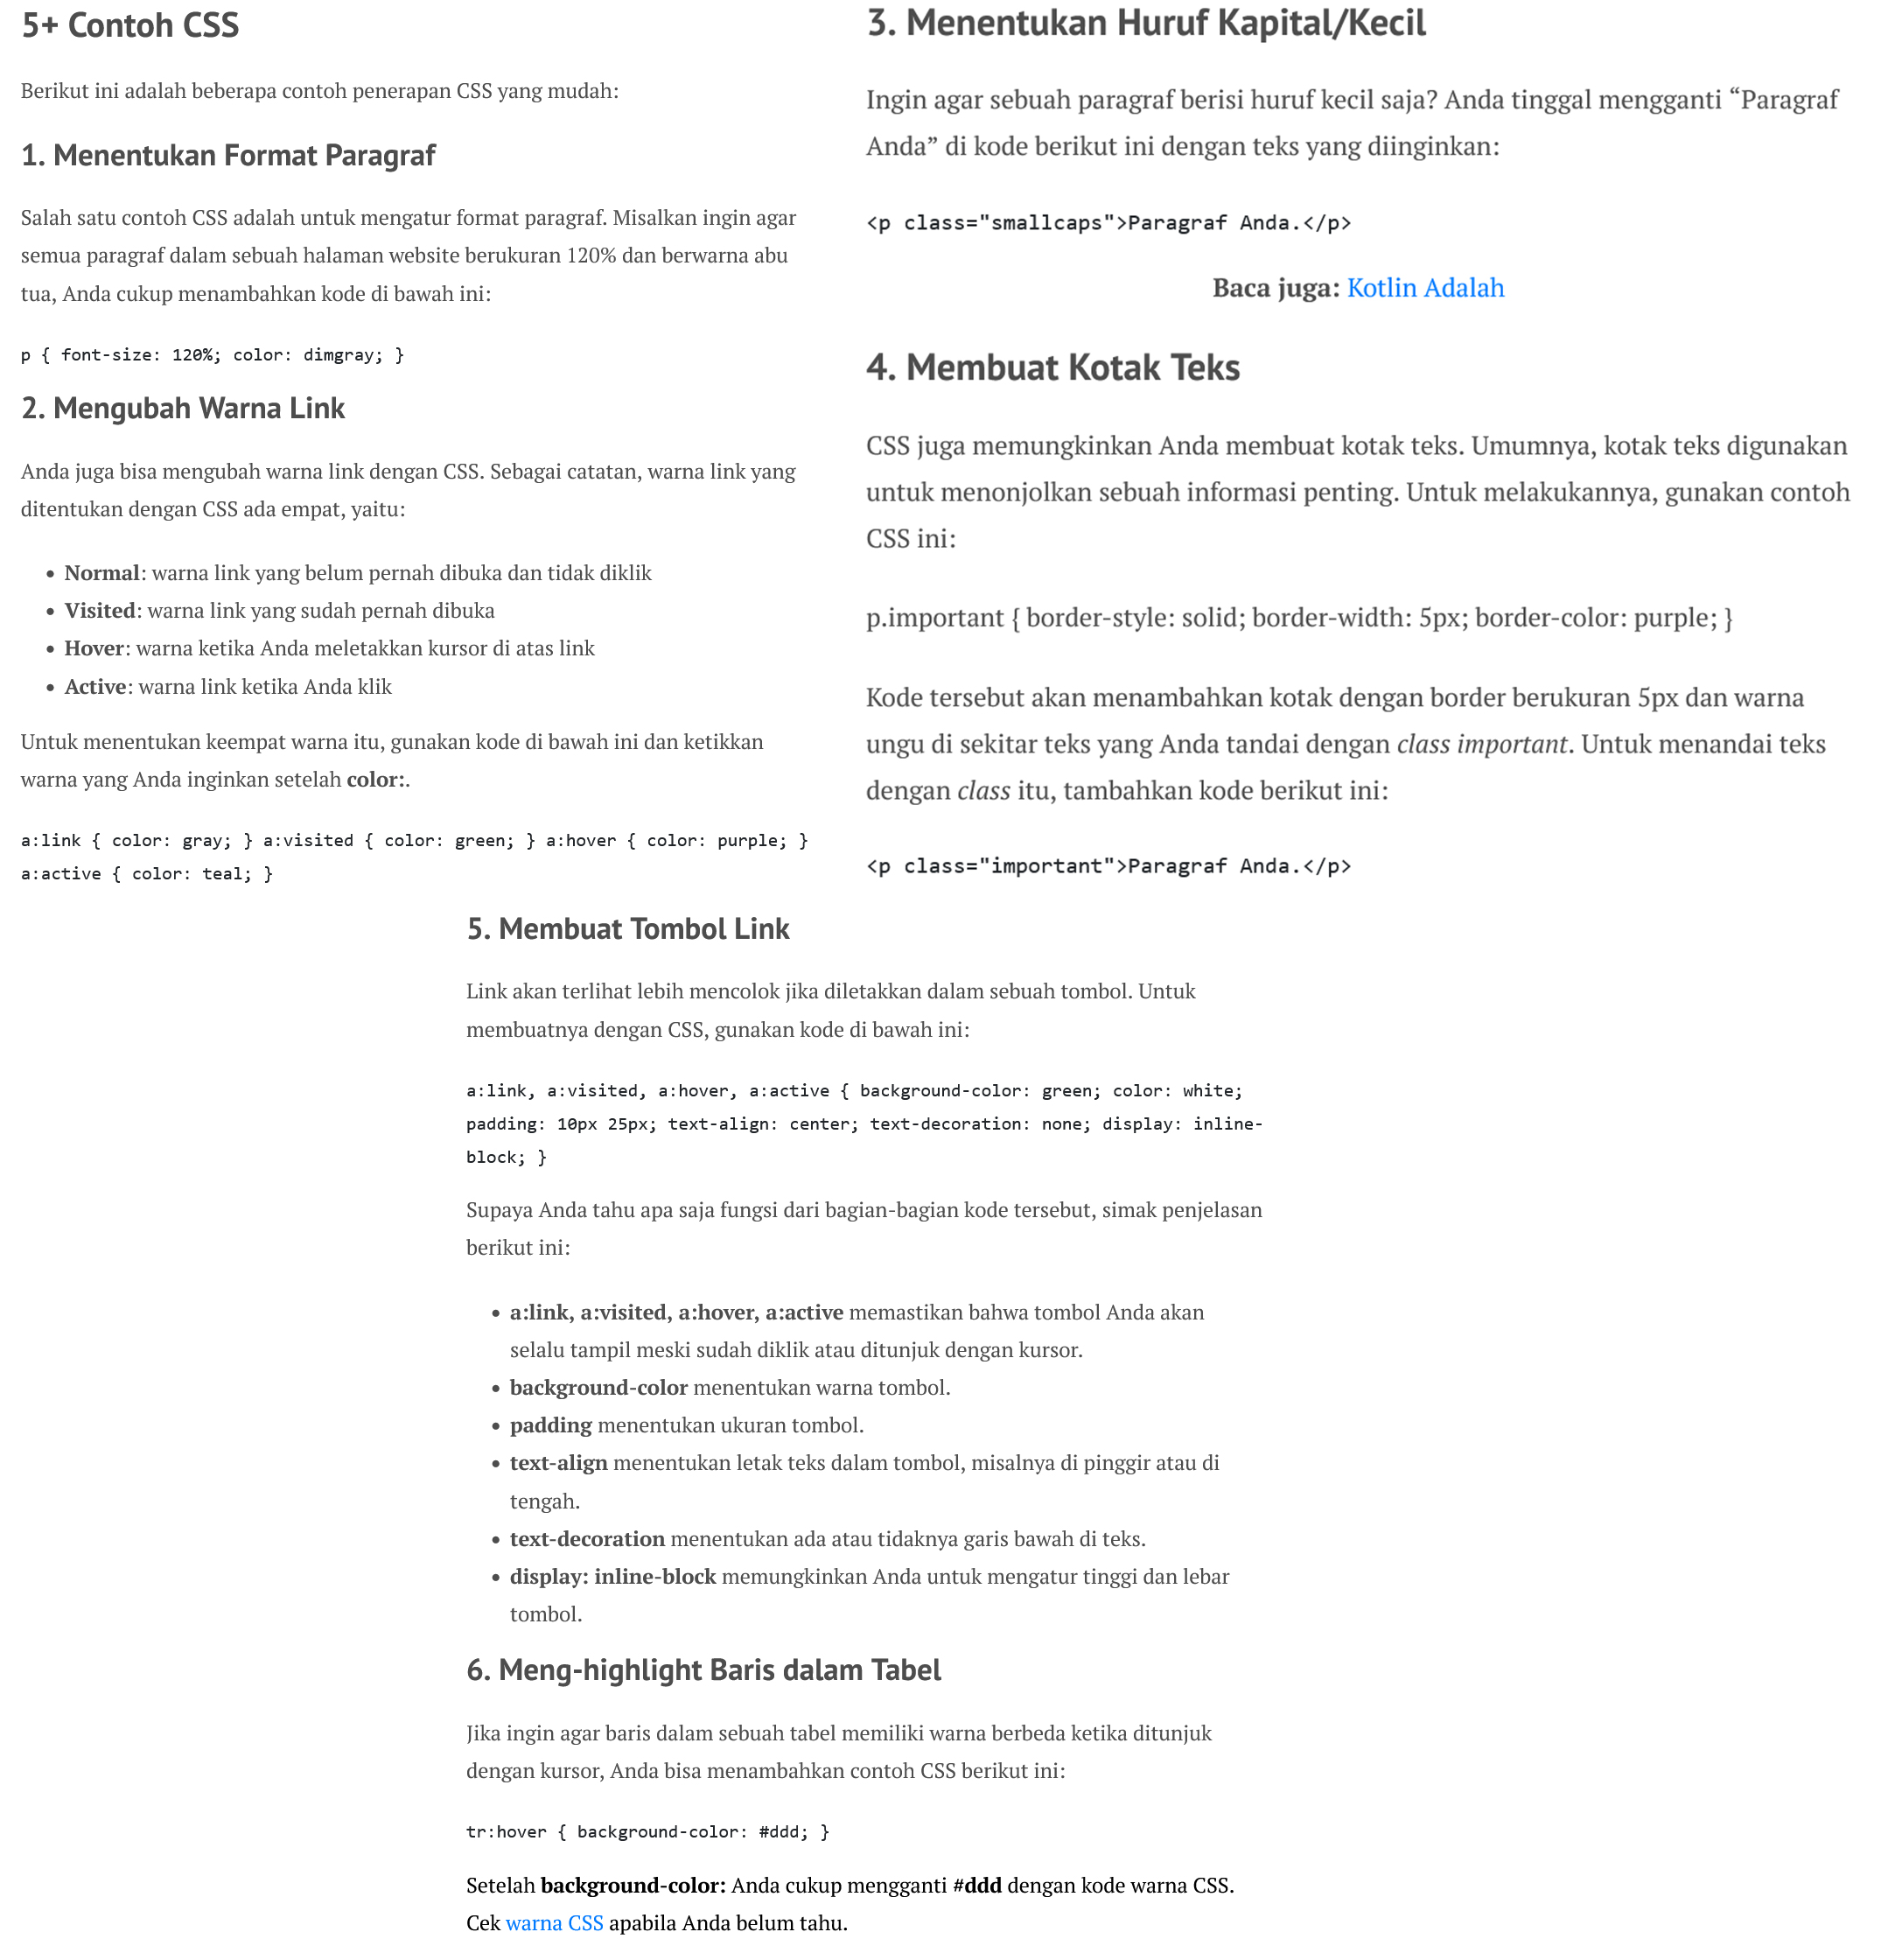 5+ Contoh CSS
Berikut ini adalah beberapa contoh penerapan CSS yang mudah:
1. Menentukan Format Paragraf
Salah satu contoh CSS adalah untuk mengatur format paragraf. Misalkan ingin agar
semua paragraf dalam sebuah halaman website berukuran 120% dan berwarna abu
tua, Anda cukup menambahkan kode di bawah ini:
p { font-size: 120%; color: dimgray; }
2. Mengubah Warna Link
Anda juga bisa mengubah warna link dengan CSS. Sebagai catatan, warna link yang
ditentukan dengan CSS ada empat, yaitu:
• Normal: warna link yang belum pernah dibuka dan tidak diklik
• Visited: warna link yang sudah pernah dibuka
• Hover: warna ketika Anda meletakkan kursor di atas link
• Active: warna link ketika Anda klik
Untuk menentukan keempat warna itu, gunakan kode di bawah ini dan ketikkan
warna yang Anda inginkan setelah color:.
a:link { color: gray; } a:visited { color: green; } a:hover { color: purple; }
a:active { color: teal; }
3. Menentukan Huruf Kapital/Kecil
Ingin agar sebuah paragraf berisi huruf kecil saja? Anda tinggal mengganti “Paragraf
Anda” di kode berikut ini dengan teks yang diinginkan:
<p class="smallcaps">Paragraf Anda.</p>
Baca juga: Kotlin Adalah
4. Membuat Kotak Teks
CSS juga memungkinkan Anda membuat kotak teks. Umumnya, kotak teks digunakan
untuk menonjolkan sebuah informasi penting. Untuk melakukannya, gunakan contoh
CSS ini:
p.important { border-style: solid; border-width: 5px; border-color: purple; }
Kode tersebut akan menambahkan kotak dengan border berukuran 5px dan warna
ungu di sekitar teks yang Anda tandai dengan class important. Untuk menandai teks
dengan class itu, tambahkan kode berikut ini:
<p class="important">Paragraf Anda.</p>
5. Membuat Tombol Link
Link akan terlihat lebih mencolok jika diletakkan dalam sebuah tombol. Untuk
membuatnya dengan CSS, gunakan kode di bawah ini:
a:link, a:visited, a:hover, a:active { background-color: green; color: white;
padding: 10px 25px; text-align: center; text-decoration: none; display: inline-
block; }
Supaya Anda tahu apa saja fungsi dari bagian-bagian kode tersebut, simak penjelasan
berikut ini:
• a:link, a:visited, a:hover, a:active memastikan bahwa tombol Anda akan
selalu tampil meski sudah diklik atau ditunjuk dengan kursor.
• background-color menentukan warna tombol.
• padding menentukan ukuran tombol.
• text-align menentukan letak teks dalam tombol, misalnya di pinggir atau di
tengah.
• text-decoration menentukan ada atau tidaknya garis bawah di teks.
• display: inline-block memungkinkan Anda untuk mengatur tinggi dan lebar
tombol.
6. Meng-highlight Baris dalam Tabel
Jika ingin agar baris dalam sebuah tabel memiliki warna berbeda ketika ditunjuk
dengan kursor, Anda bisa menambahkan contoh CSS berikut ini:
tr:hover { background-color: #ddd; }
Setelah background-color: Anda cukup mengganti #ddd dengan kode warna CSS.
Cek warna CSS apabila Anda belum tahu.